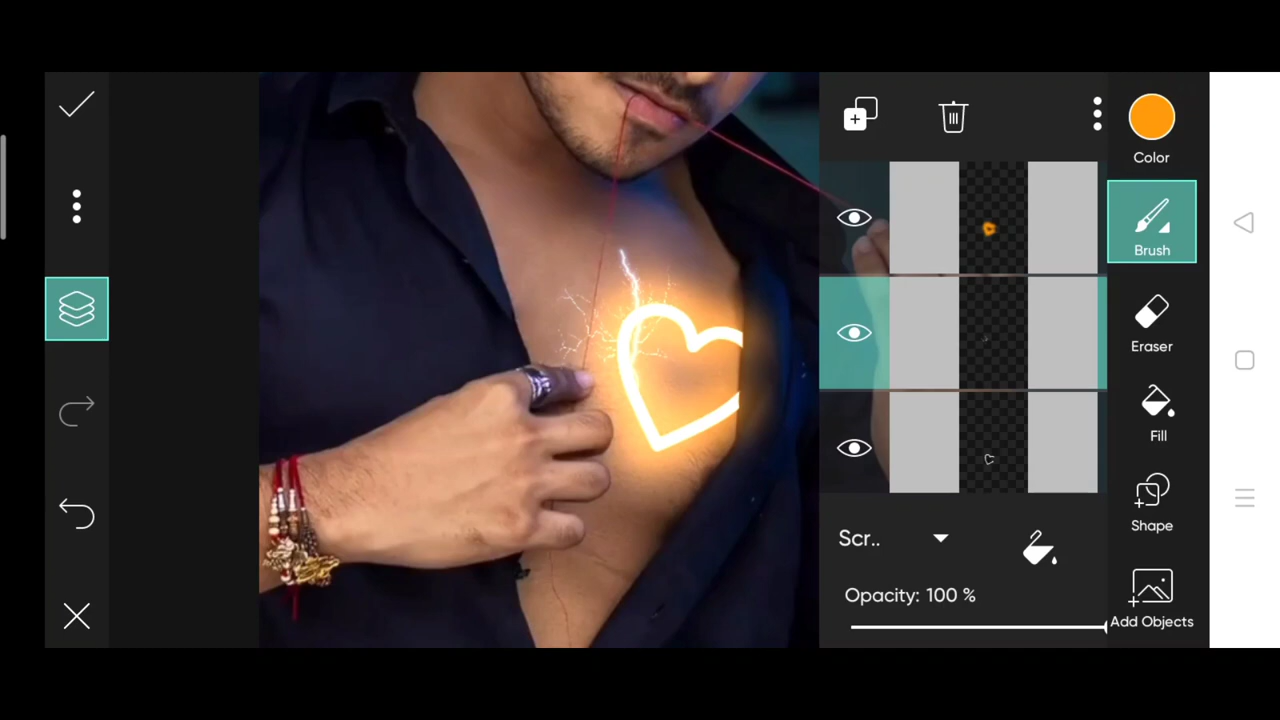 Color
Brush
Eraser
Fill
Shape
Add Objects
Scr..
Opacity: 100 %